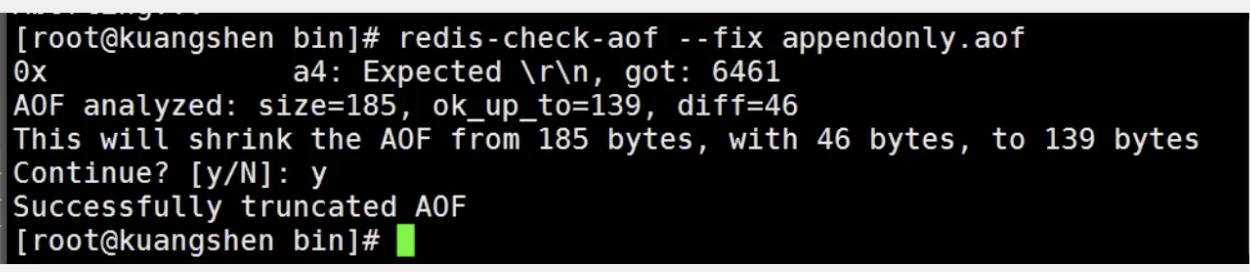 [root@kuangshen bin]# redis-check-aof --fix appendonly.aof
0x              a4: Expected \r\n, got: 6461
AOF analyzed: size=185, ok_up_to=139, diff=46
This will shrink the AOF from 185 bytes, with 46 bytes, to 139 bytes
Continue? [y/N]: y
Successfully truncated AOF
[root@kuangshen bin]#